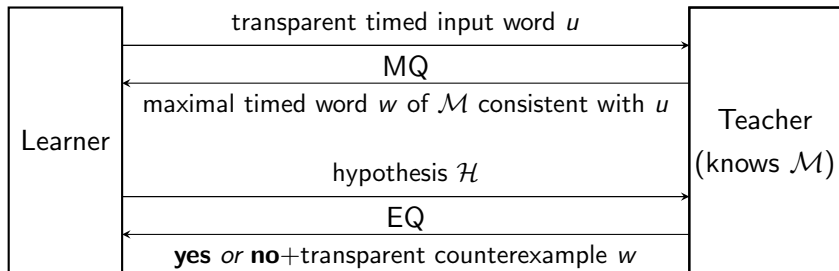 transparent timed input word u
MQ
maximal timed word w of ℳ consistent with u
Learner
Teacher
(knows ℳ)
hypothesis ℋ
EQ
yes or no+transparent counterexample w